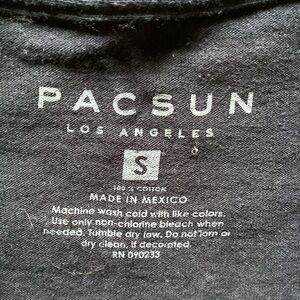 PACSUN
LOS ANGELES
S
100% COTTON
MADE IN MEXICO
Machine wash cold with like colors.
Use only non-chlorine bleach when
needed. Tumble dry low. Do not iron or
dry clean, if decorated.
RN 090233